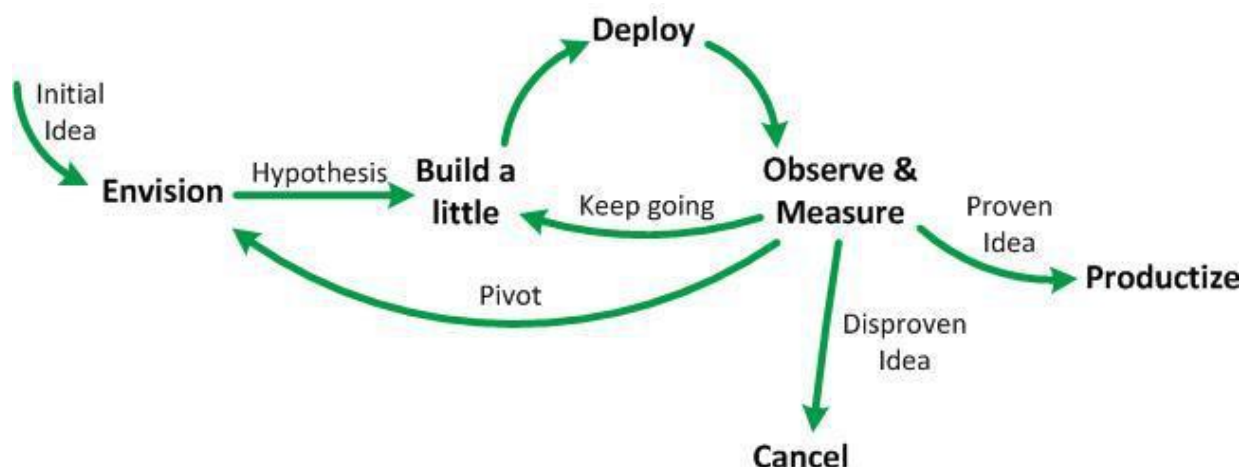 Deploy
Initial
Idea
Envision
Hypothesis
Build a
little
Keep going
Observe &
Measure
Proven
Idea
Productize
Pivot
Disproven
Idea
Cancel